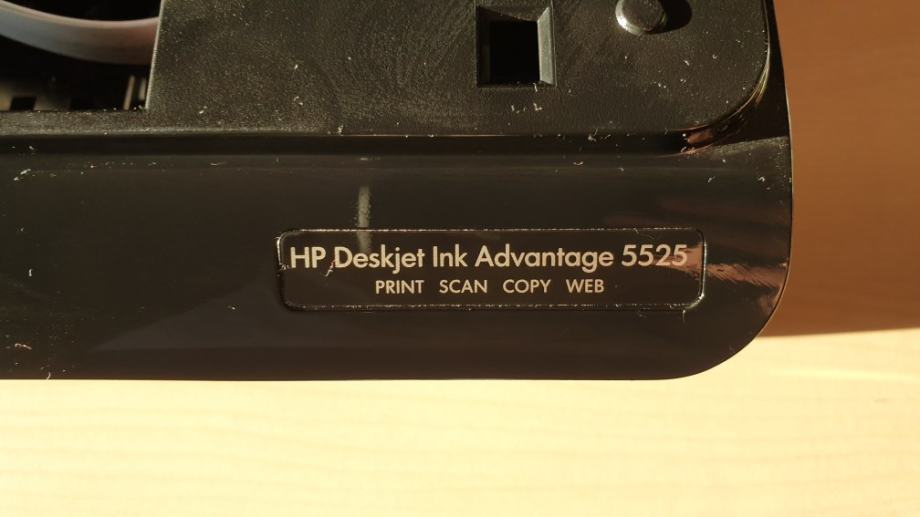 HP Deskjet Ink Advantage 5525
PRINT SCAN COPY WEB